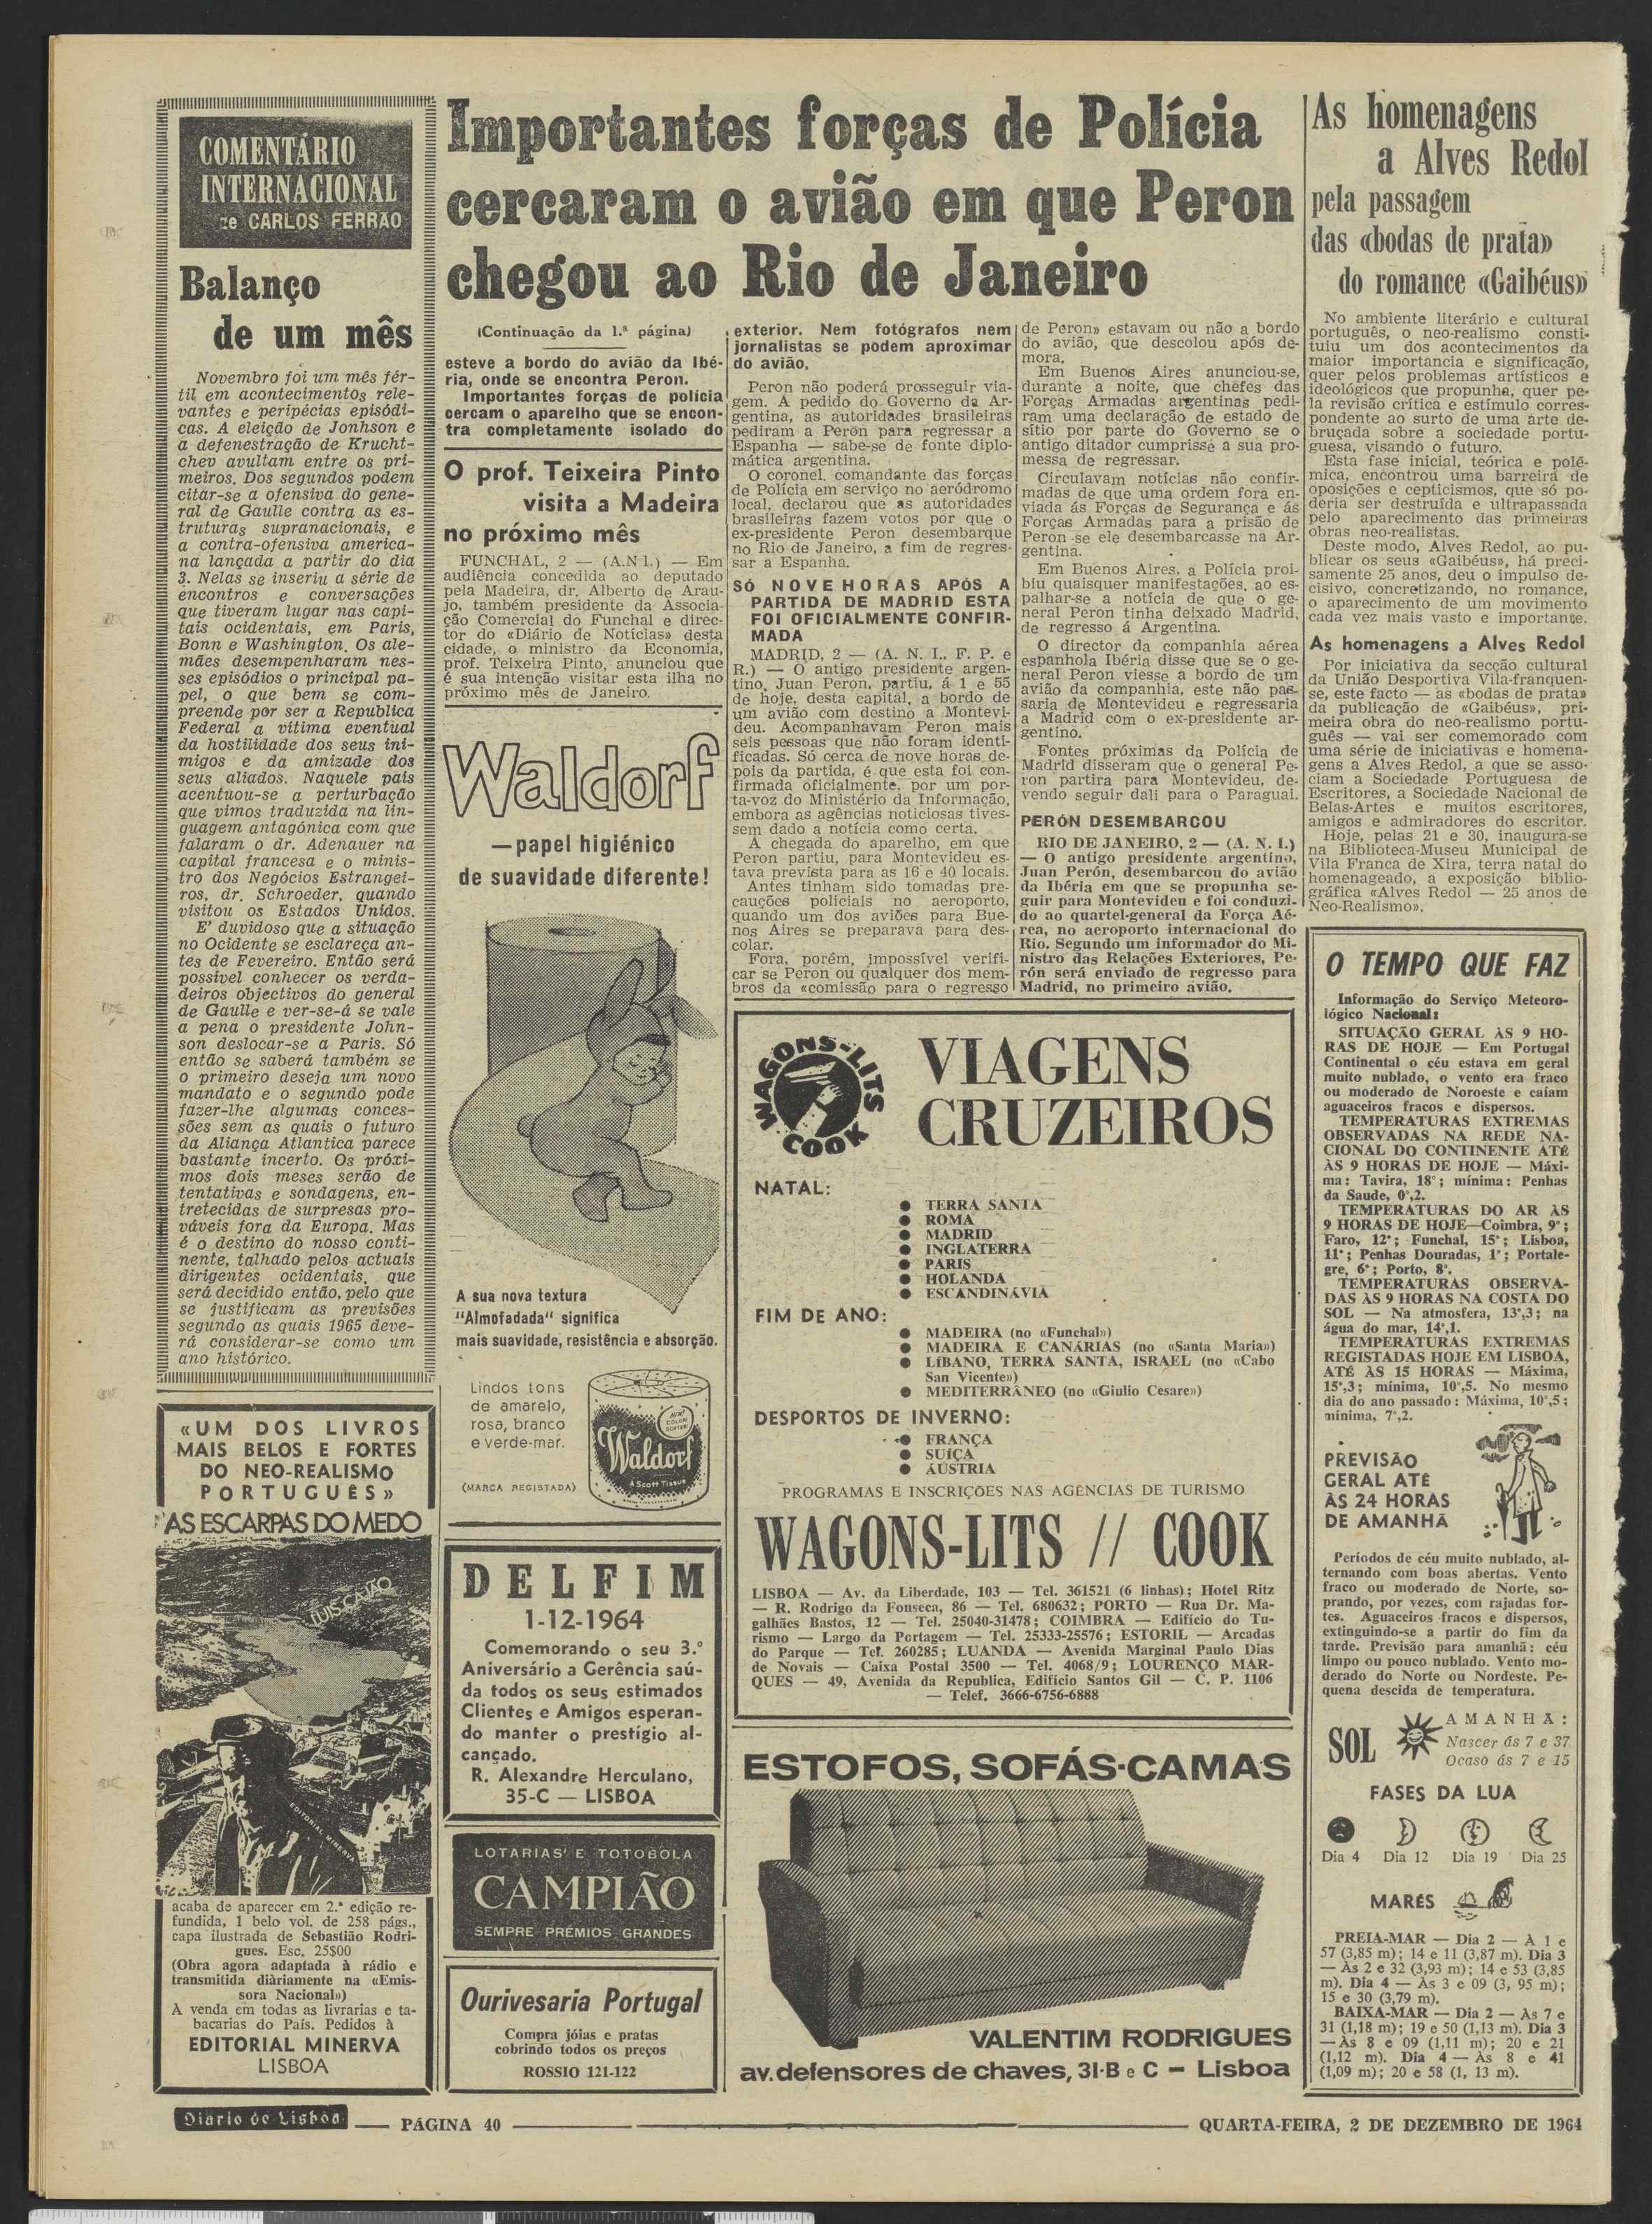 COMENTÁRIO
INTERNACIONAL
de CARLOS FERRÃO
Balanço
de um mês
Novembro foi um mês fér-
til em acontecimentos rele-
vantes e peripécias episódi-
cas. A eleição de Jonhson e
a defenestração de Krucht-
chev avultam entre os pri-
meiros. Dos segundos podem
citar-se a ofensiva do gene-
ral de Gaulle contra as es-
truturas supranacionais, e
a contra-ofensiva america-
na lançada a partir do dia
3. Nelas se inseriu a série de
encontros e conversações
que tiveram lugar nas capi-
tais ocidentais, em Paris,
Bonn e Washington. Os ale-
mães desempenharam nes-
ses episódios o principal pa-
pel, o que bem se com-
preende por ser a Republica
Federal a vítima eventual
da hostilidade dos seus ini-
migos e da amizade dos
seus aliados. Naquele país
acentuou-se a perturbação
que vimos traduzida na lin-
guagem antagónica com que
falaram o dr. Adenauer na
capital francesa e o minis-
tro dos Negócios Estrangei-
ros, dr. Schroeder, quando
visitou os Estados Unidos.
E' duvidoso que a situação
no Ocidente se esclareça an-
tes de Fevereiro. Então será
possível conhecer os verda-
deiros objectivos do general
de Gaulle e ver-se-á se vale
a pena o presidente John-
son deslocar-se a Paris. Só
então se saberá também se
o primeiro deseja um novo
mandato e o segundo pode
fazer-lhe algumas conces-
sões sem as quais o futuro
da Aliança Atlantica parece
bastante incerto. Os próxi-
mos dois meses serão de
tentativas e sondagens, en-
tretecidas de surpresas pro-
váveis fora da Europa. Mas
é o destino do nosso conti-
nente, talhado pelos actuais
dirigentes ocidentais, que
será decidido então, pelo que
se justificam as previsões
segundo as quais 1965 deve-
rá considerar-se como um
ano histórico.
«UM DOS LIVROS
MAIS BELOS E FORTES
DO NEO-REALISMO
PORTUGUÊS»
AS ESCARPAS DO MEDO
LUIS CAJÃO
EDITORIAL MINERVA
acaba de aparecer em 2.ª edição re-
fundida, 1 belo vol. de 258 págs.,
capa ilustrada de Sebastião Rodri-
gues. Esc. 25$00
(Obra agora adaptada à rádio e
transmitida diàriamente na «Emis-
sora Nacional»)
À venda em todas as livrarias e ta-
bacarias do País. Pedidos à
EDITORIAL MINERVA
LISBOA
Importantes forças de Polícia
cercaram o avião em que Peron
chegou ao Rio de Janeiro
(Continuação da 1.ª página)
esteve a bordo do avião da Ibé-
ria, onde se encontra Peron.
Importantes forças de polícia
cercam o aparelho que se encon-
tra completamente isolado do
O prof. Teixeira Pinto
visita a Madeira
no próximo mês
FUNCHAL, 2 — (A.N I.) — Em
audiência concedida ao deputado
pela Madeira, dr. Alberto de Arau-
jo, também presidente da Associa-
ção Comercial do Funchal e direc-
tor do «Diário de Notícias» desta
cidade, o ministro da Economia,
prof. Teixeira Pinto, anunciou que
é sua intenção visitar esta ilha no
próximo mês de Janeiro.
Waldorf
— papel higiénico
de suavidade diferente!
A sua nova textura
"Almofadada" significa
mais suavidade, resistência e absorção.
Lindos tons
de amarelo,
rosa, branco
e verde-mar.
(MARCA REGISTADA)
Waldorf
A Scott Tissue
DELFIM
1-12-1964
Comemorando o seu 3.º
Aniversário a Gerência saú-
da todos os seus estimados
Clientes e Amigos esperan-
do manter o prestígio al-
cançado.
R. Alexandre Herculano,
35-C — LISBOA
LOTARIAS E TOTOBOLA
CAMPIÃO
SEMPRE PRÉMIOS GRANDES
Ourivesaria Portugal
Compra jóias e pratas
cobrindo todos os preços
ROSSIO 121-122
exterior. Nem fotógrafos nem
jornalistas se podem aproximar
do avião.
Peron não poderá prosseguir via-
gem. A pedido do Governo da Ar-
gentina, as autoridades brasileiras
pediram a Perón para regressar a
Espanha — sabe-se de fonte diplo-
mática argentina.
O coronel, comandante das forças
de Polícia em serviço no aeródromo
local, declarou que as autoridades
brasileiras fazem votos por que o
ex-presidente Peron desembarque
no Rio de Janeiro, a fim de regres-
sar a Espanha.
SÓ NOVE HORAS APÓS A
PARTIDA DE MADRID ESTA
FOI OFICIALMENTE CONFIR-
MADA
MADRID, 2 — (A. N. I., F. P. e
R.) — O antigo presidente argen-
tino, Juan Peron, partiu, á 1 e 55
de hoje, desta capital, a bordo de
um avião com destino a Montevi-
deu. Acompanhavam Peron mais
seis pessoas que não foram identi-
ficadas. Só cerca de nove horas de-
pois da partida, é que esta foi con-
firmada oficialmente, por um por-
ta-voz do Ministério da Informação,
embora as agências noticiosas tives-
sem dado a notícia como certa.
A chegada do aparelho, em que
Peron partiu, para Montevideu es-
tava prevista para as 16 e 40 locais.
Antes tinham sido tomadas pre-
cauções policiais no aeroporto,
quando um dos aviões para Bue-
nos Aires se preparava para des-
colar.
Fora, porém, impossível verifi-
car se Peron ou qualquer dos mem-
bros da «comissão para o regresso
de Peron» estavam ou não a bordo
do avião, que descolou após de-
mora.
Em Buenos Aires anunciou-se,
durante a noite, que chefes das
Forças Armadas argentinas pedi-
ram uma declaração de estado de
sítio por parte do Governo se o
antigo ditador cumprisse a sua pro-
messa de regressar.
Circulavam notícias não confir-
madas de que uma ordem fora en-
viada ás Forças de Segurança e ás
Forças Armadas para a prisão de
Peron se ele desembarcasse na Ar-
gentina.
Em Buenos Aires, a Polícia proi-
biu quaisquer manifestações, ao es-
palhar-se a notícia de que o ge-
neral Peron tinha deixado Madrid,
de regresso á Argentina.
O director da companhia aérea
espanhola Ibéria disse que se o ge-
neral Peron viesse a bordo de um
avião da companhia, este não pas-
saria de Montevideu e regressaria
a Madrid com o ex-presidente ar-
gentino.
Fontes próximas da Polícia de
Madrid disseram que o general Pe-
ron partira para Montevideu, de-
vendo seguir dali para o Paraguai.
PERÓN DESEMBARCOU
RIO DE JANEIRO, 2 — (A. N. I.)
— O antigo presidente argentino,
Juan Perón, desembarcou do avião
da Ibéria em que se propunha se-
guir para Montevideu e foi conduzi-
do ao quartel-general da Força Aé-
rea, no aeroporto internacional do
Rio. Segundo um informador do Mi-
nistro das Relações Exteriores, Pe-
rón será enviado de regresso para
Madrid, no primeiro avião.
WAGONS-LITS
COOK
VIAGENS
CRUZEIROS
NATAL:
● TERRA SANTA
● ROMA
● MADRID
● INGLATERRA
● PARIS
● HOLANDA
● ESCANDINÁVIA
FIM DE ANO:
● MADEIRA (no «Funchal»)
● MADEIRA E CANÁRIAS (no «Santa Maria»)
● LÍBANO, TERRA SANTA, ISRAEL (no «Cabo
San Vicente»)
● MEDITERRÂNEO (no «Giulio Cesare»)
DESPORTOS DE INVERNO:
● FRANÇA
● SUÍÇA
● ÁUSTRIA
PROGRAMAS E INSCRIÇÕES NAS AGÊNCIAS DE TURISMO
WAGONS-LITS // COOK
LISBOA — Av. da Liberdade, 103 — Tel. 361521 (6 linhas); Hotel Ritz
— R. Rodrigo da Fonseca, 86 — Tel. 680632; PORTO — Rua Dr. Ma-
galhães Bastos, 12 — Tel. 25040-31478; COIMBRA — Edifício do Tu-
rismo — Largo da Portagem — Tel. 25333-25576; ESTORIL — Arcadas
do Parque — Tel. 260285; LUANDA — Avenida Marginal Paulo Dias
de Novais — Caixa Postal 3500 — Tel. 4068/9; LOURENÇO MAR-
QUES — 49, Avenida da Republica, Edifício Santos Gil — C. P. 1106
— Telef. 3666-6756-6888
ESTOFOS, SOFÁS-CAMAS
VALENTIM RODRIGUES
av. defensores de chaves, 31-B e C — Lisboa
As homenagens
a Alves Redol
pela passagem
das «bodas de prata»
do romance «Gaibéus»
No ambiente literário e cultural
português, o neo-realismo consti-
tuiu um dos acontecimentos da
maior importancia e significação,
quer pelos problemas artísticos e
ideológicos que propunha, quer pe-
la revisão crítica e estímulo corres-
pondente ao surto de uma arte de-
bruçada sobre a sociedade portu-
guesa, visando o futuro.
Esta fase inicial, teórica e polé-
mica, encontrou uma barreira de
oposições e cepticismos, que só po-
deria ser destruída e ultrapassada
pelo aparecimento das primeiras
obras neo-realistas.
Deste modo, Alves Redol, ao pu-
blicar os seus «Gaibéus», há preci-
samente 25 anos, deu o impulso de-
cisivo, concretizando, no romance,
o aparecimento de um movimento
cada vez mais vasto e importante.
As homenagens a Alves Redol
Por iniciativa da secção cultural
da União Desportiva Vila-franquen-
se, este facto — as «bodas de prata»
da publicação de «Gaibéus», pri-
meira obra do neo-realismo portu-
guês — vai ser comemorado com
uma série de iniciativas e homena-
gens a Alves Redol, a que se asso-
ciam a Sociedade Portuguesa de
Escritores, a Sociedade Nacional de
Belas-Artes e muitos escritores,
amigos e admiradores do escritor.
Hoje, pelas 21 e 30, inaugura-se
na Biblioteca-Museu Municipal de
Vila Franca de Xira, terra natal do
homenageado, a exposição biblio-
gráfica «Alves Redol — 25 anos de
Neo-Realismo».
O TEMPO QUE FAZ
Informação do Serviço Meteoro-
lógico Nacional:
SITUAÇÃO GERAL ÀS 9 HO-
RAS DE HOJE — Em Portugal
Continental o céu estava em geral
muito nublado, o vento era fraco
ou moderado de Noroeste e caíam
aguaceiros fracos e dispersos.
TEMPERATURAS EXTREMAS
OBSERVADAS NA REDE NA-
CIONAL DO CONTINENTE ATÉ
ÀS 9 HORAS DE HOJE — Máxi-
ma: Tavira, 18°; mínima: Penhas
da Saude, 0°,2.
TEMPERATURAS DO AR ÀS
9 HORAS DE HOJE—Coimbra, 9°;
Faro, 12°; Funchal, 15°; Lisboa,
11°; Penhas Douradas, 1°; Portale-
gre, 6°; Porto, 8°.
TEMPERATURAS OBSERVA-
DAS ÀS 9 HORAS NA COSTA DO
SOL — Na atmosfera, 13°,3; na
água do mar, 14°,1.
TEMPERATURAS EXTREMAS
REGISTADAS HOJE EM LISBOA,
ATÉ ÀS 15 HORAS — Máxima,
15°,3; mínima, 10°,5. No mesmo
dia do ano passado: Máxima, 10°,5;
mínima, 7°,2.
PREVISÃO
GERAL ATÉ
ÀS 24 HORAS
DE AMANHÃ
Períodos de céu muito nublado, al-
ternando com boas abertas. Vento
fraco ou moderado de Norte, so-
prando, por vezes, com rajadas for-
tes. Aguaceiros fracos e dispersos,
extinguindo-se a partir do fim da
tarde. Previsão para amanhã: céu
limpo ou pouco nublado. Vento mo-
derado do Norte ou Nordeste. Pe-
quena descida de temperatura.
SOL
AMANHÃ:
Nascer ás 7 e 37
Ocaso ás 7 e 15
FASES DA LUA
Dia 4 Dia 12 Dia 19 Dia 25
MARÉS
PREIA-MAR — Dia 2 — À 1 e
57 (3,85 m); 14 e 11 (3,87 m). Dia 3
— Às 2 e 32 (3,93 m); 14 e 53 (3,85
m). Dia 4 — Às 3 e 09 (3, 95 m);
15 e 30 (3,79 m).
BAIXA-MAR — Dia 2 — Às 7 e
31 (1,18 m); 19 e 50 (1,13 m). Dia 3
— Às 8 e 09 (1,11 m); 20 e 21
(1,12 m). Dia 4 — Às 8 e 41
(1,09 m); 20 e 58 (1, 13 m).
Diario de Lisboa — PÁGINA 40 — QUARTA-FEIRA, 2 DE DEZEMBRO DE 1964